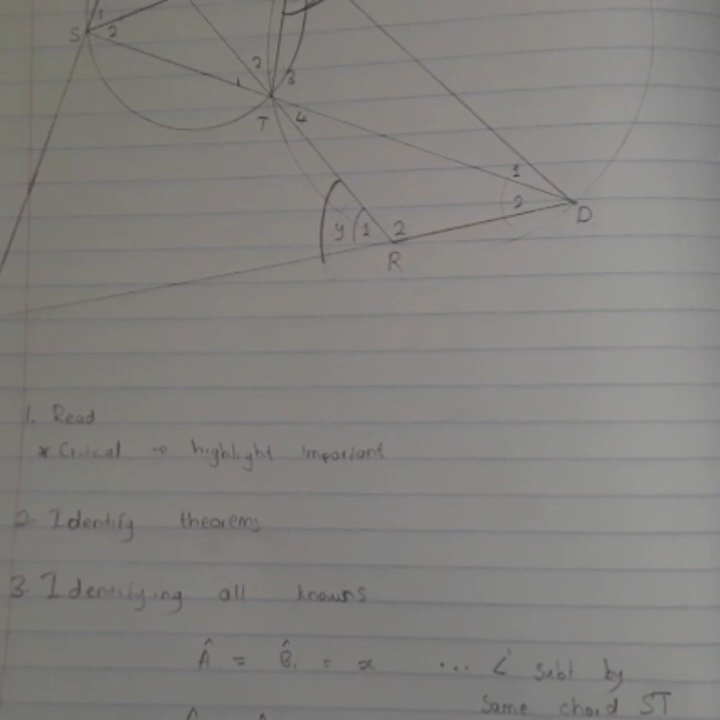 S 1 2
2 3
1
T 4
1
2 D
y 1 2
R
1. Read
* Critical → highlight important
2. Identify theorems
3. Identifying all knowns
Â = B̂₁ = x ... ∠ subt by
same chord ST